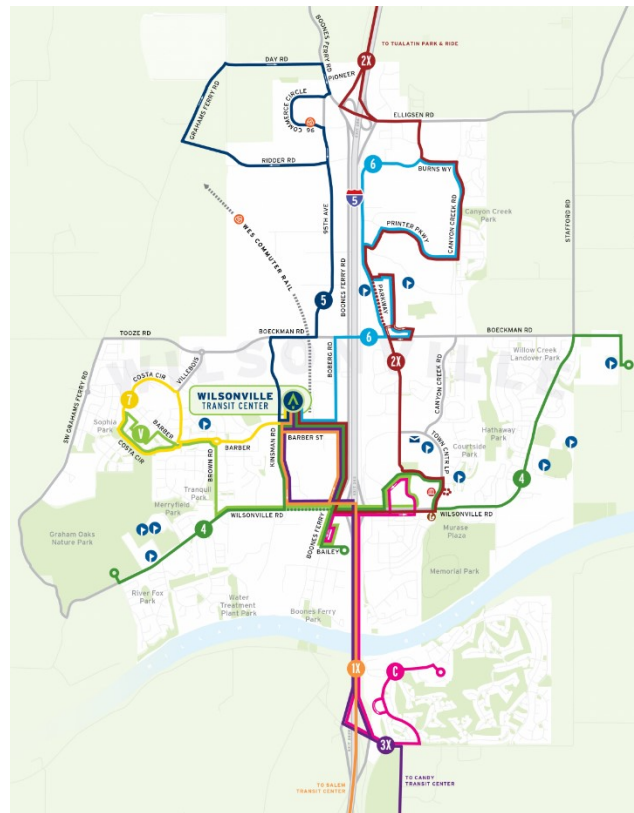 BOONES FERRY RD
TO TUALATIN PARK & RIDE
2X
DAY RD
PIONEER
GRAHAMS FERRY RD
COMMERCE CIRCLE
96
ELLIGSEN RD
RIDDER RD
6
BURNS WY
5
95TH AVE
CANYON CREEK RD
Canyon Creek
Park
STAFFORD RD
WES COMMUTER RAIL
PRINTER PKWY
BOONES FERRY RD
PARKWAY
5
TOOZE RD
BOECKMAN RD
6
BOECKMAN RD
WILSONVILLE
Willow Creek
Landover Park
2X
COSTA CIR
VILLEBOIS
BOBERG RD
CANYON CREEK RD
SW GRAHAMS FERRY RD
7
WILSONVILLE
TRANSIT CENTER
Sophia
Park
V
BARBER
BARBER
BARBER ST
KINSMAN RD
TOWN CNTR LP
Courtside
Park
Hathaway
Park
COSTA CIR
BROWN RD
Tranquil
Park
Merryfield
Park
4
WILSONVILLE RD
WILSONVILLE RD
4
BOONES FERRY
BAILEY
Murase
Plaza
Graham Oaks
Nature Park
Memorial Park
River Fox
Park
Water
Treatment
Plant Park
Boones Ferry
Park
1X
C
3X
TO SALEM
TRANSIT CENTER
TO CANBY
TRANSIT CENTER